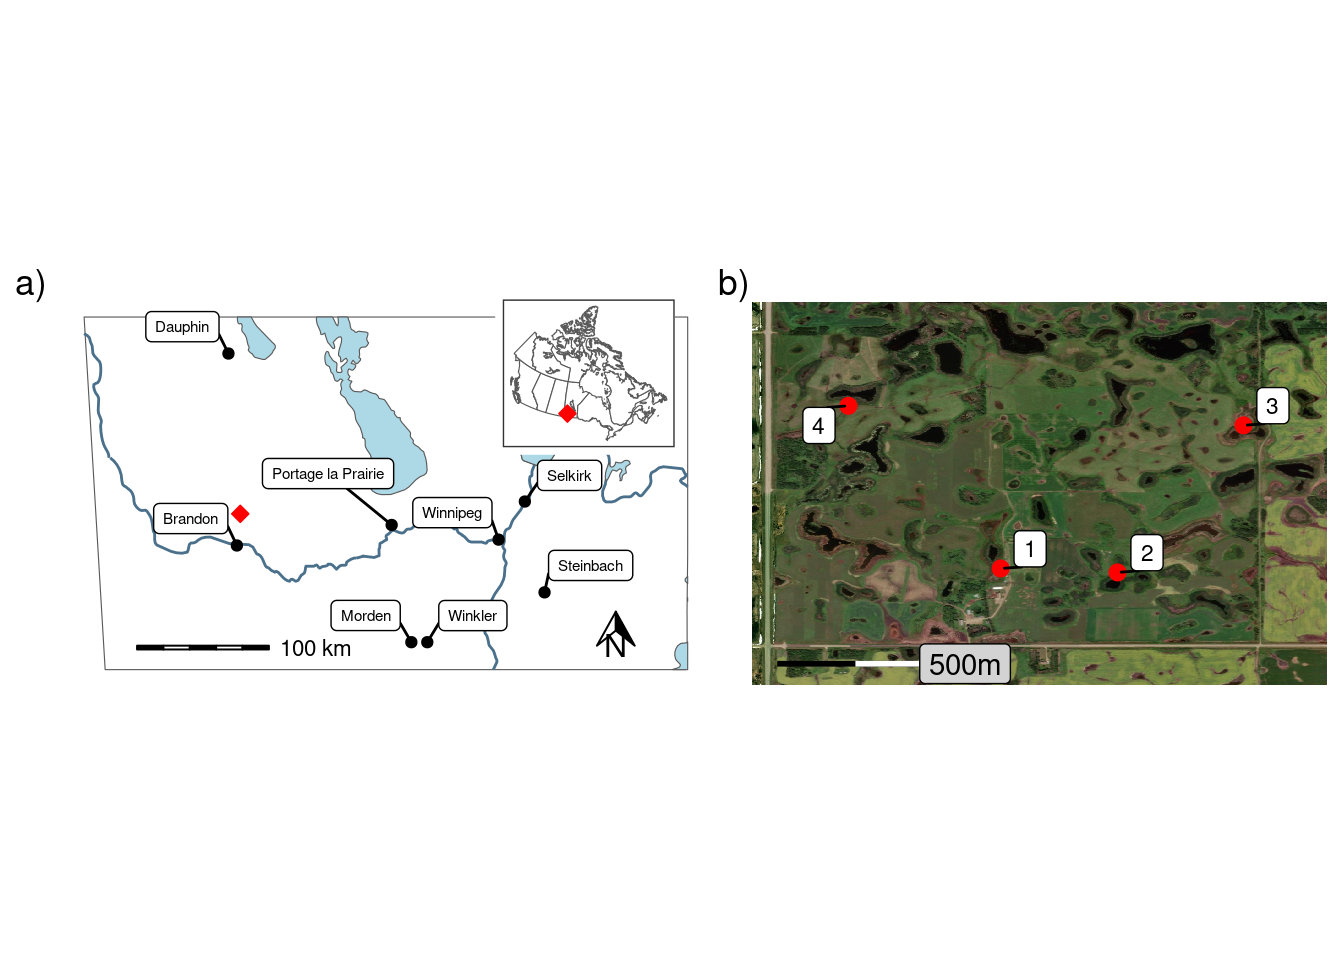 a)
Dauphin
Portage la Prairie
Selkirk
Brandon
Winnipeg
Steinbach
Morden
Winkler
100 km
N
b)
4
3
1
2
500m